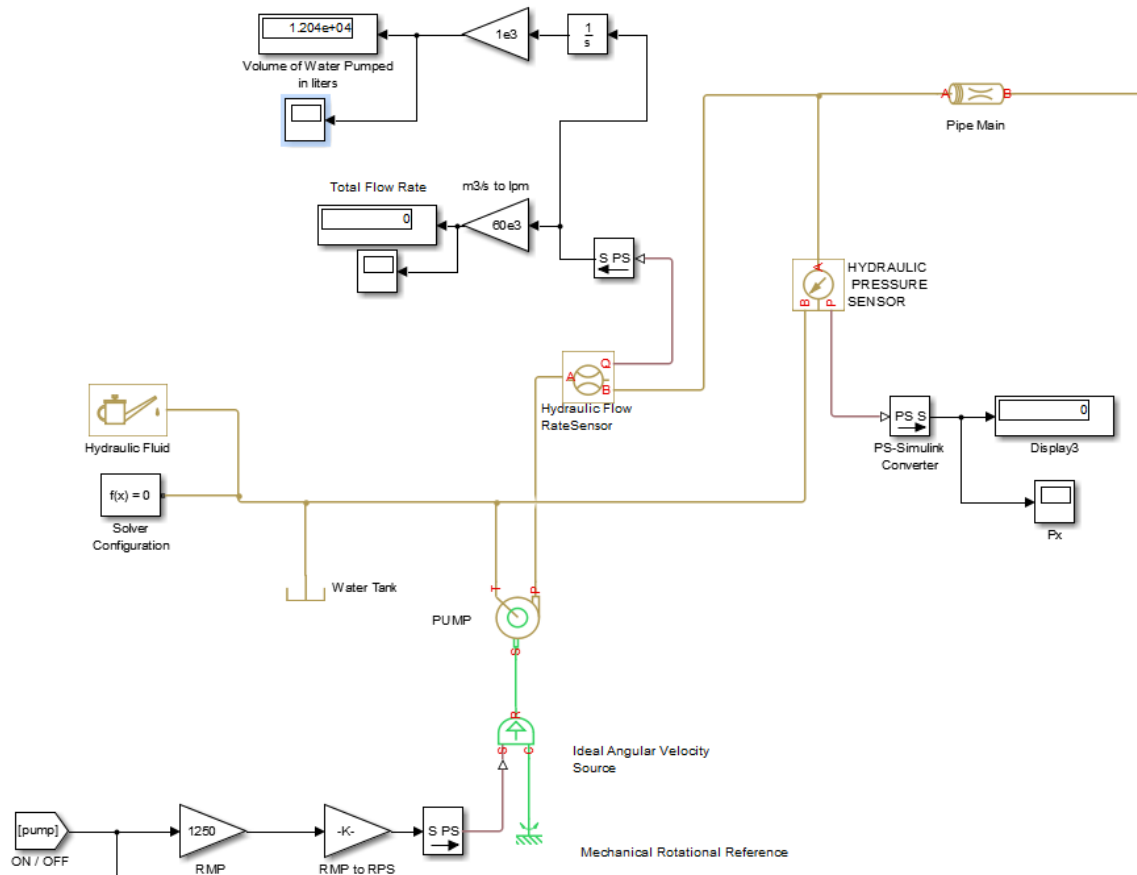 1.204e+04
1e3
1
s
Volume of Water Pumped
in liters
A
B
Pipe Main
Total Flow Rate
m3/s to lpm
0
60e3
S PS
A
B
P
HYDRAULIC
PRESSURE
SENSOR
A
Q
B
Hydraulic Flow
RateSensor
Hydraulic Fluid
PS S
PS-Simulink
Converter
0
Display3
f(x) = 0
Solver
Configuration
Px
Water Tank
T
P
PUMP
S
R
S
C
Ideal Angular Velocity
Source
[pump]
ON / OFF
1250
RMP
-K-
RMP to RPS
S PS
Mechanical Rotational Reference